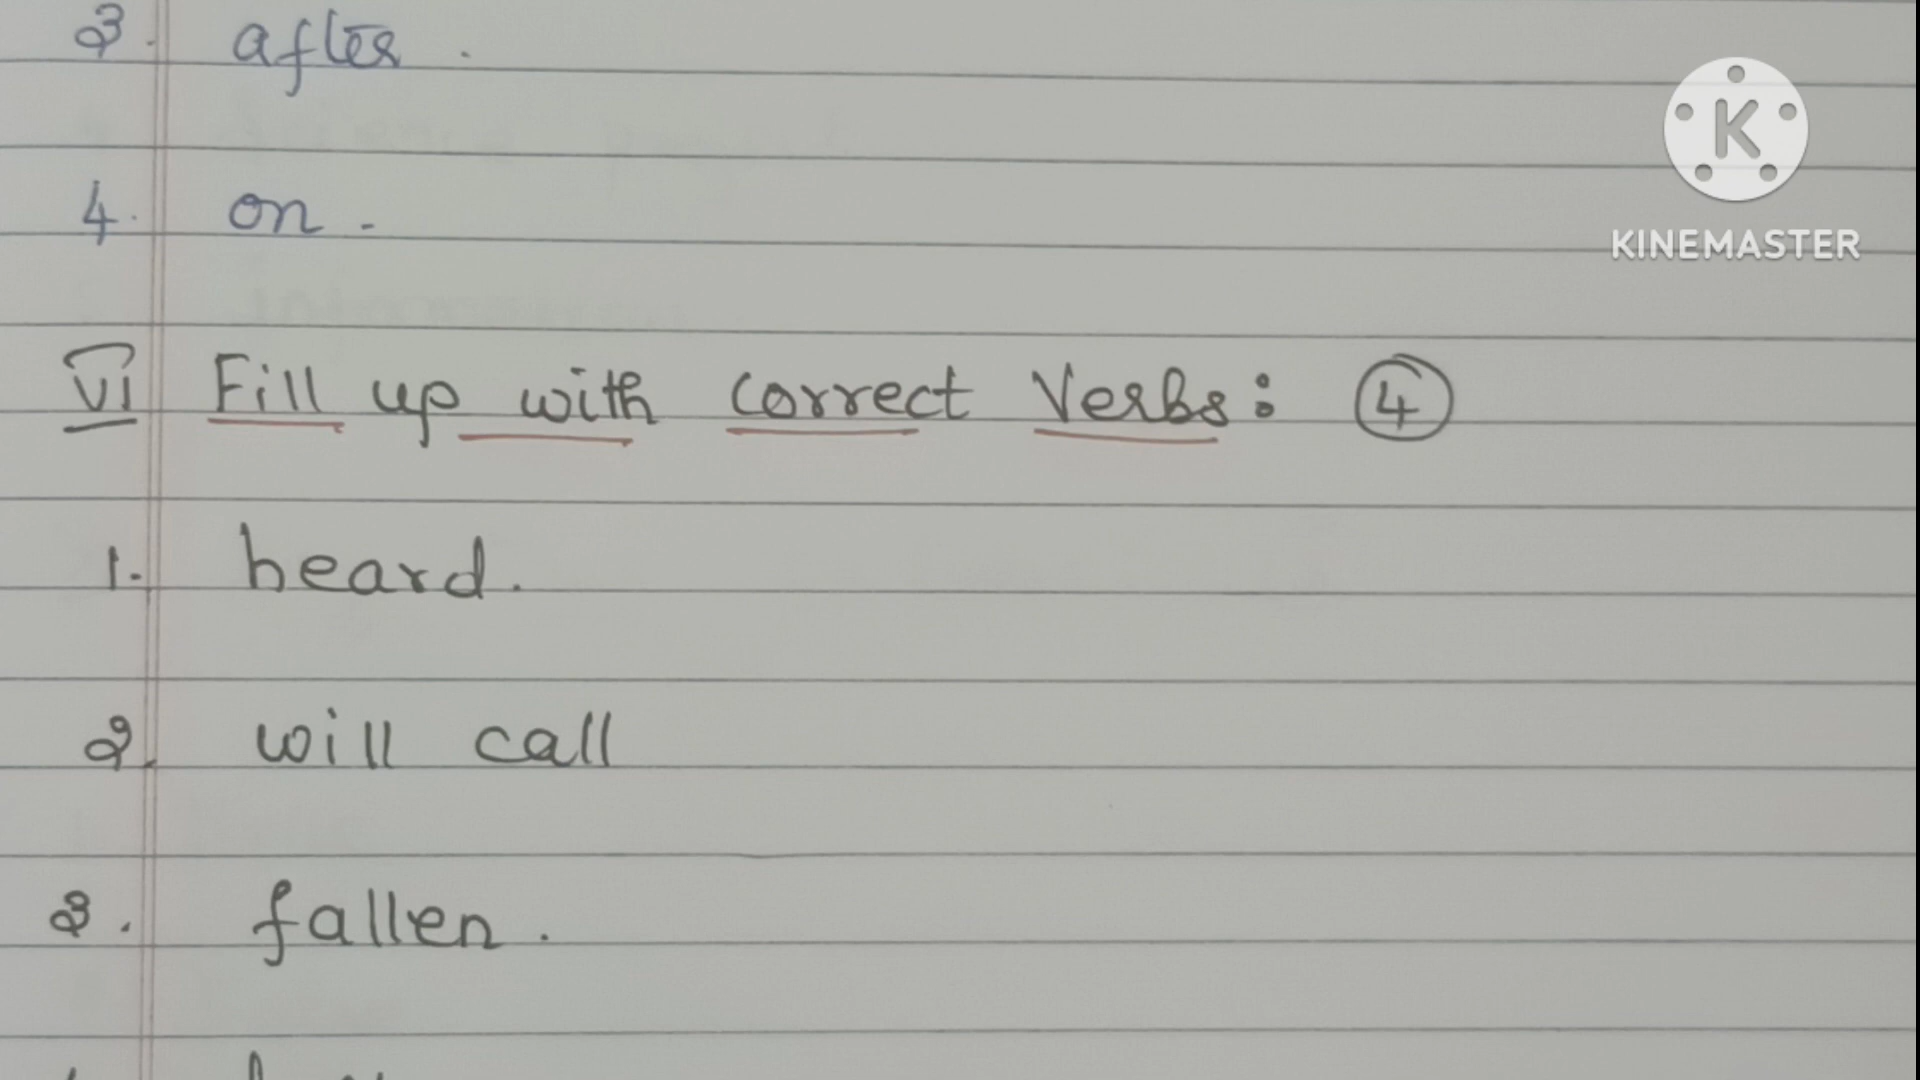 3. after.
4. on.
KINEMASTER
VI Fill up with correct Verbs: 4
1. heard.
2. will call
3. fallen.